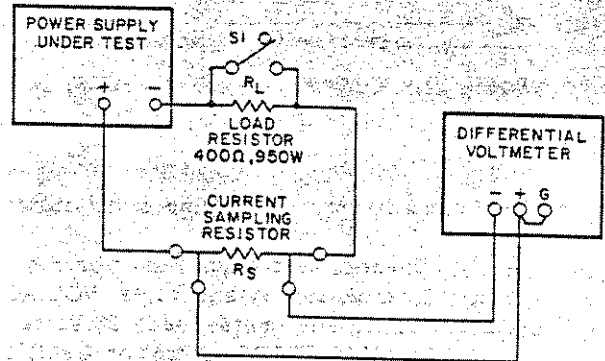 POWER SUPPLY
UNDER TEST
+ -
S1
RL
LOAD
RESISTOR
400Ω, 950W
DIFFERENTIAL
VOLTMETER
- + G
CURRENT
SAMPLING
RESISTOR
RS